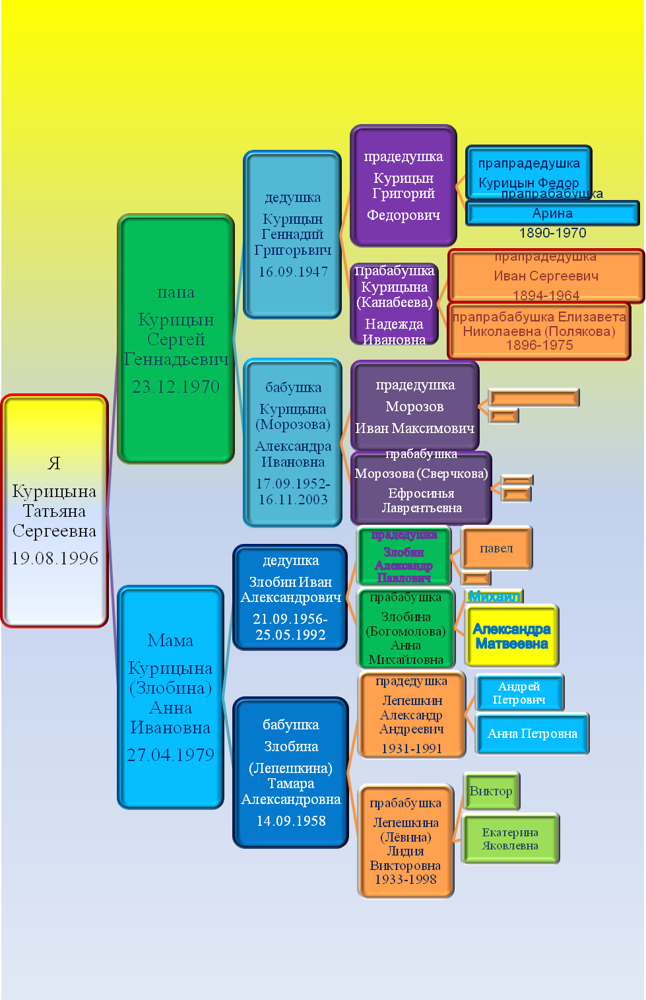 Я
Курицына
Татьяна
Сергеевна
19.08.1996
папа
Курицын
Сергей
Геннадьевич
23.12.1970
Мама
Курицына
(Злобина)
Анна
Ивановна
27.04.1979
дедушка
Курицын
Геннадий
Григорьвич
16.09.1947
бабушка
Курицына
(Морозова)
Александра
Ивановна
17.09.1952-
16.11.2003
дедушка
Злобин Иван
Александрович
21.09.1956-
25.05.1992
бабушка
Злобина
(Лепешкина)
Тамара
Александровна
14.09.1958
прадедушка
Курицын
Григорий
Федорович
Прабабушка
Курицына
(Канабеева)
Надежда
Ивановна
прадедушка
Морозов
Иван Максимович
прабабушка
Морозова (Сверчкова)
Ефросинья
Лаврентьевна
прадедушка
Злобин
Александр
Павлович
прабабушка
Злобина
(Богомолова)
Анна
Михайловна
прадедушка
Лепешкин
Александр
Андреевич
1931-1991
прабабушка
Лепешкина
(Лёвина)
Лидия
Викторовна
1933-1998
прапрадедушка
Курицын Федор
прапрабабушка
Арина
1890-1970
прапрадедушка
Иван Сергеевич
1894-1964
прапрабабушка Елизавета
Николаевна (Полякова)
1896-1975
павел
Михаил
Александра
Матвеевна
Андрей
Петрович
Анна Петровна
Виктор
Екатерина
Яковлевна